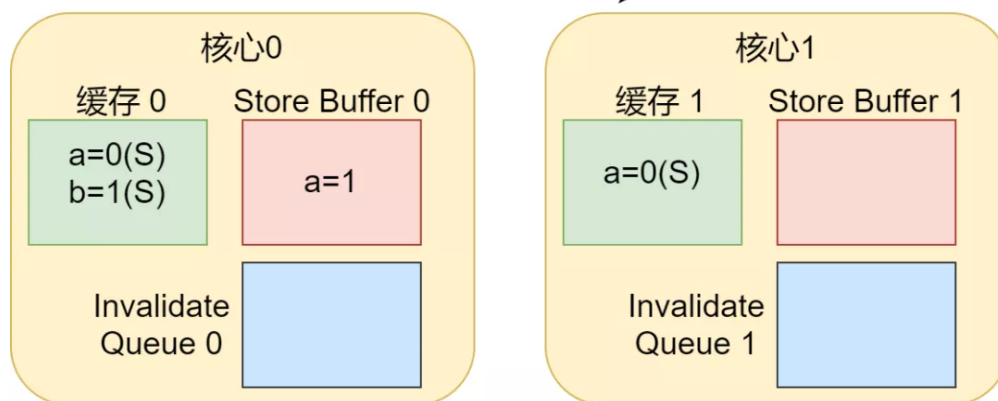 核心0
缓存 0
Store Buffer 0
a=0(S)
b=1(S)
a=1
Invalidate
Queue 0
核心1
缓存 1
Store Buffer 1
a=0(S)
Invalidate
Queue 1